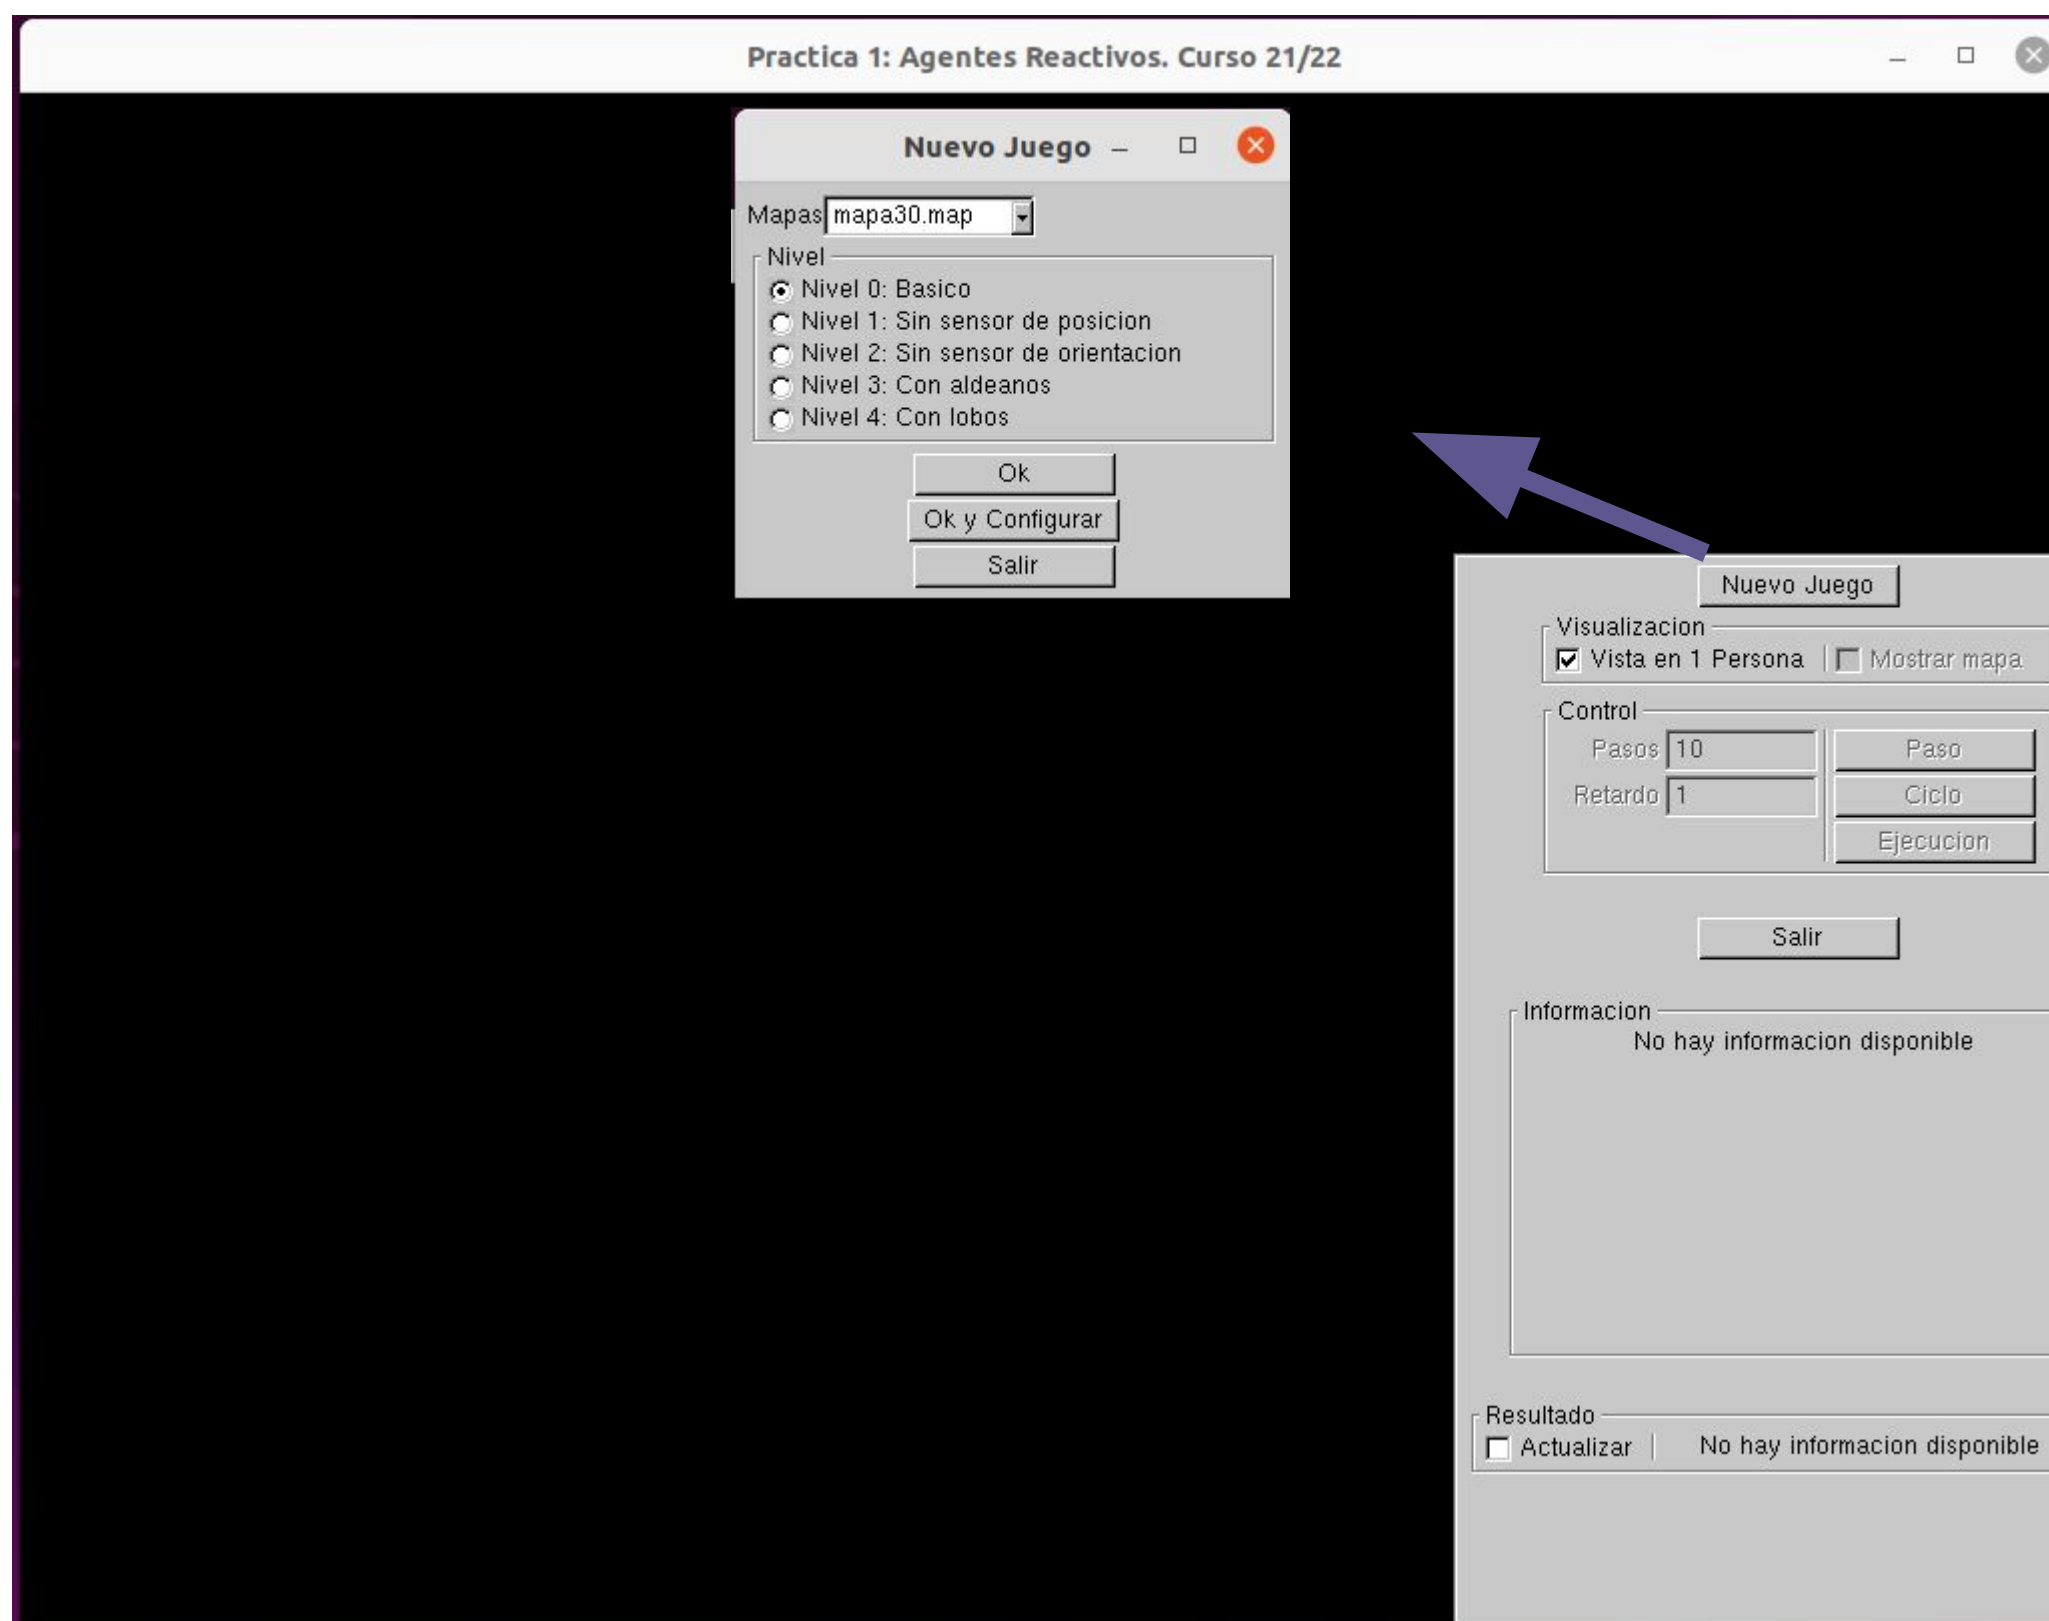 Practica 1: Agentes Reactivos. Curso 21/22
Nuevo Juego
Mapas mapa30.map
Nivel
Nivel 0: Basico
Nivel 1: Sin sensor de posicion
Nivel 2: Sin sensor de orientacion
Nivel 3: Con aldeanos
Nivel 4: Con lobos
Ok
Ok y Configurar
Salir
Nuevo Juego
Visualizacion
Vista en 1 Persona Mostrar mapa
Control
Pasos 10 Paso
Retardo 1 Ciclo
Ejecucion
Salir
Informacion
No hay informacion disponible
Resultado
Actualizar No hay informacion disponible